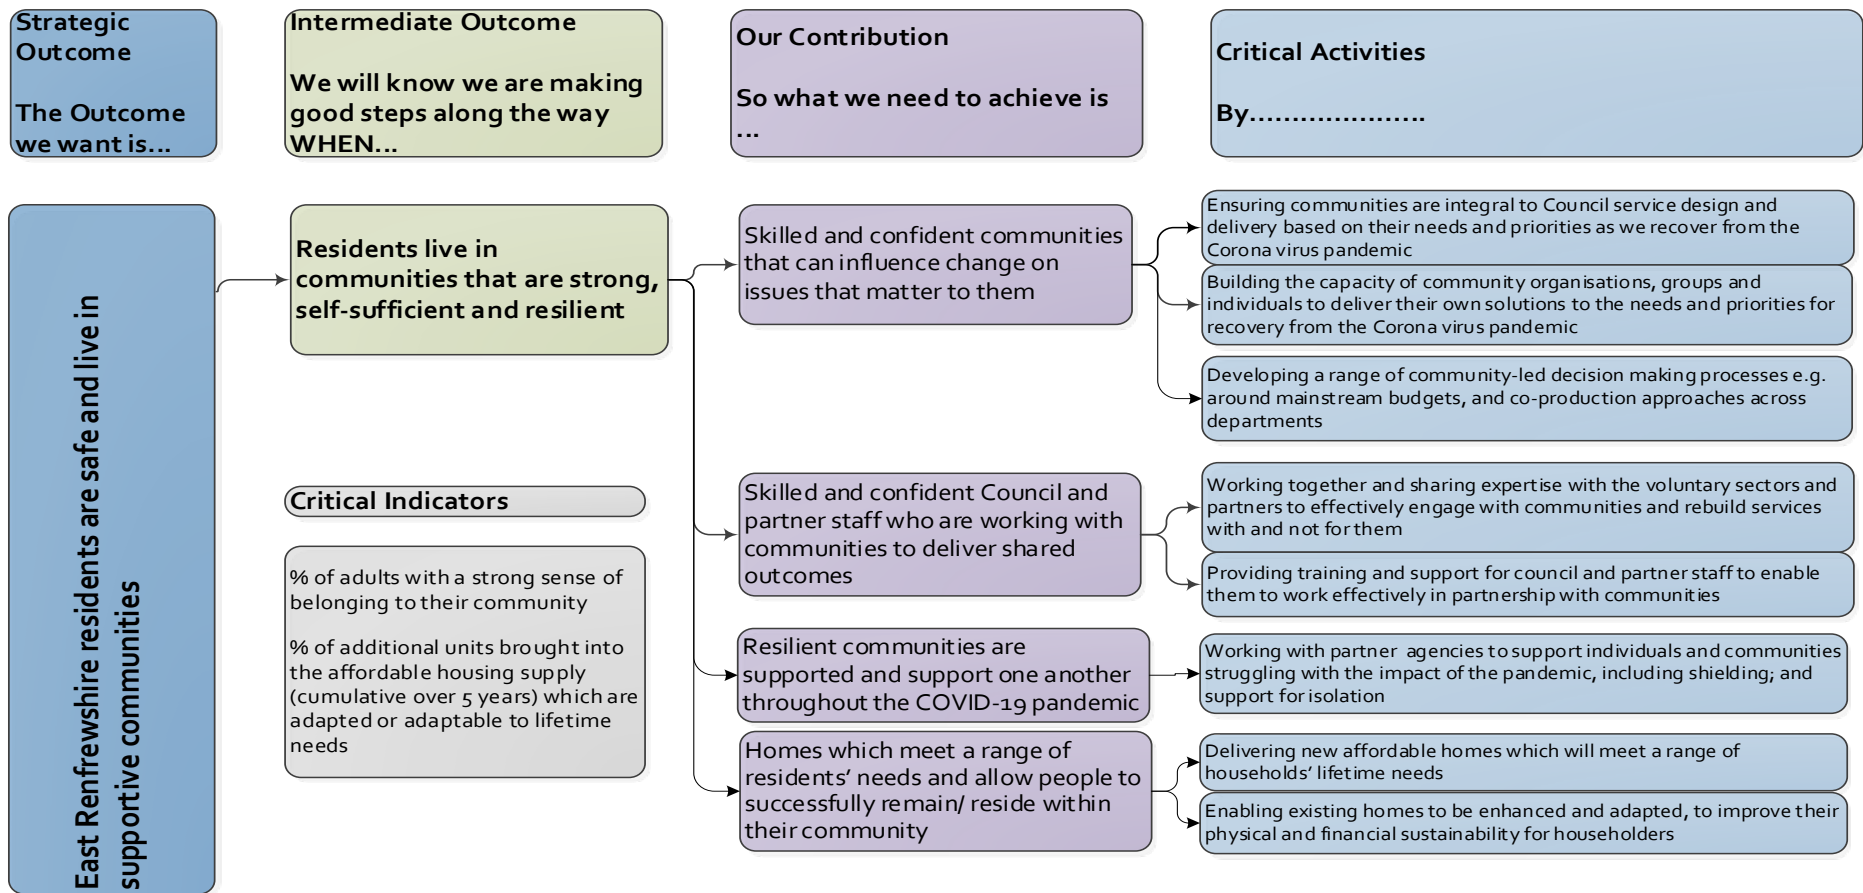 Strategic
Outcome
The Outcome
we want is...
Intermediate Outcome
We will know we are making
good steps along the way
WHEN...
Our Contribution
So what we need to achieve is
...
Critical Activities
By.....................
East Renfrewshire residents are safe and live in
supportive communities
Residents live in
communities that are strong,
self-sufficient and resilient
Critical Indicators
% of adults with a strong sense of
belonging to their community
% of additional units brought into
the affordable housing supply
(cumulative over 5 years) which are
adapted or adaptable to lifetime
needs
Skilled and confident communities
that can influence change on
issues that matter to them
Ensuring communities are integral to Council service design and
delivery based on their needs and priorities as we recover from the
Corona virus pandemic
Building the capacity of community organisations, groups and
individuals to deliver their own solutions to the needs and priorities for
recovery from the Corona virus pandemic
Developing a range of community-led decision making processes e.g.
around mainstream budgets, and co-production approaches across
departments
Skilled and confident Council and
partner staff who are working with
communities to deliver shared
outcomes
Working together and sharing expertise with the voluntary sectors and
partners to effectively engage with communities and rebuild services
with and not for them
Providing training and support for council and partner staff to enable
them to work effectively in partnership with communities
Resilient communities are
supported and support one another
throughout the COVID-19 pandemic
Working with partner agencies to support individuals and communities
struggling with the impact of the pandemic, including shielding; and
support for isolation
Homes which meet a range of
residents' needs and allow people to
successfully remain/ reside within
their community
Delivering new affordable homes which will meet a range of
households' lifetime needs
Enabling existing homes to be enhanced and adapted, to improve their
physical and financial sustainability for householders